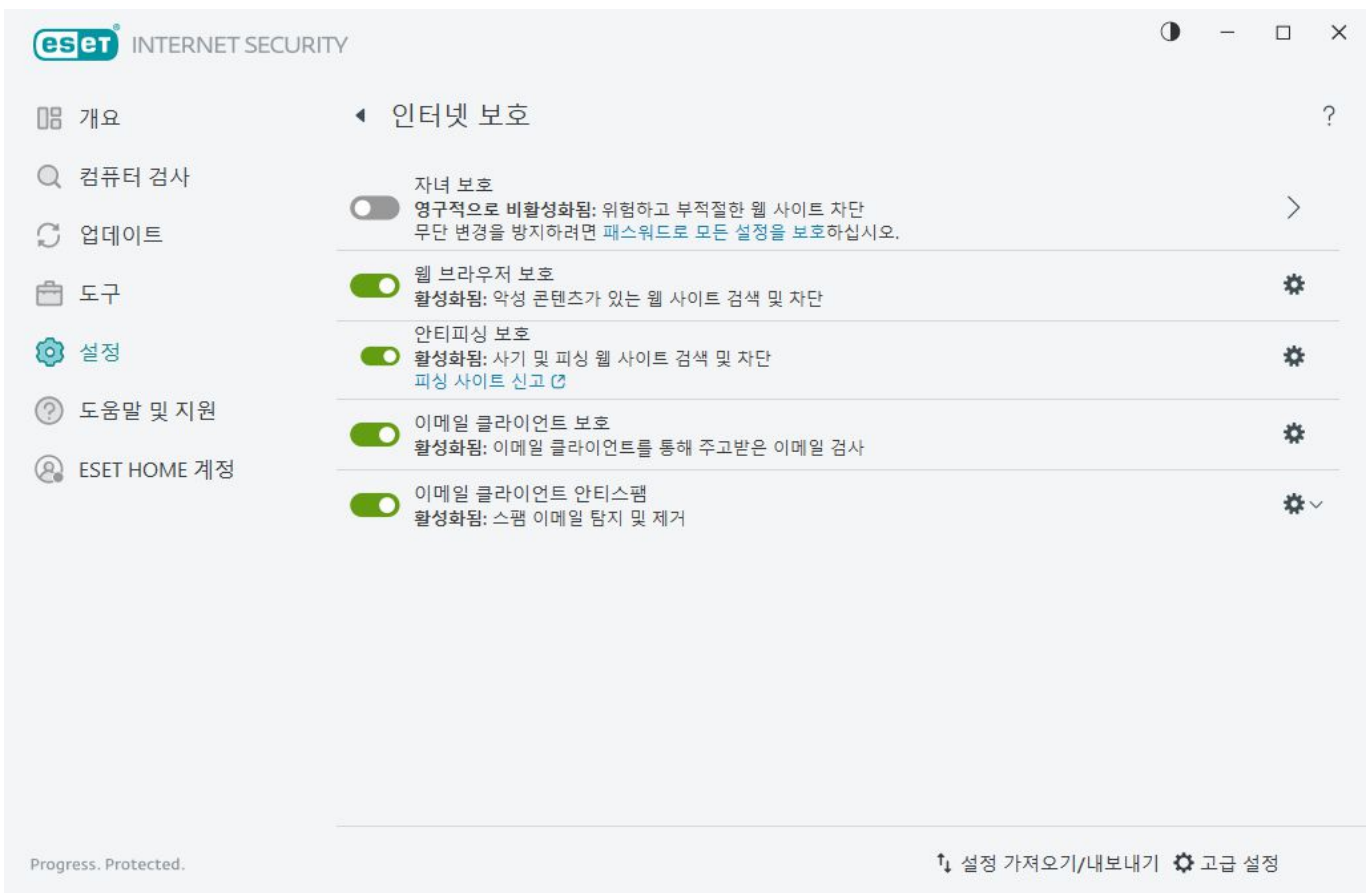 eset® INTERNET SECURITY
개요
컴퓨터 검사
업데이트
도구
설정
도움말 및 지원
ESET HOME 계정
인터넷 보호
?
자녀 보호
영구적으로 비활성화됨: 위험하고 부적절한 웹 사이트 차단
무단 변경을 방지하려면 패스워드로 모든 설정을 보호하십시오.
웹 브라우저 보호
활성화됨: 악성 콘텐츠가 있는 웹 사이트 검색 및 차단
안티피싱 보호
활성화됨: 사기 및 피싱 웹 사이트 검색 및 차단
피싱 사이트 신고
이메일 클라이언트 보호
활성화됨: 이메일 클라이언트를 통해 주고받은 이메일 검사
이메일 클라이언트 안티스팸
활성화됨: 스팸 이메일 탐지 및 제거
Progress. Protected.
설정 가져오기/내보내기 고급 설정